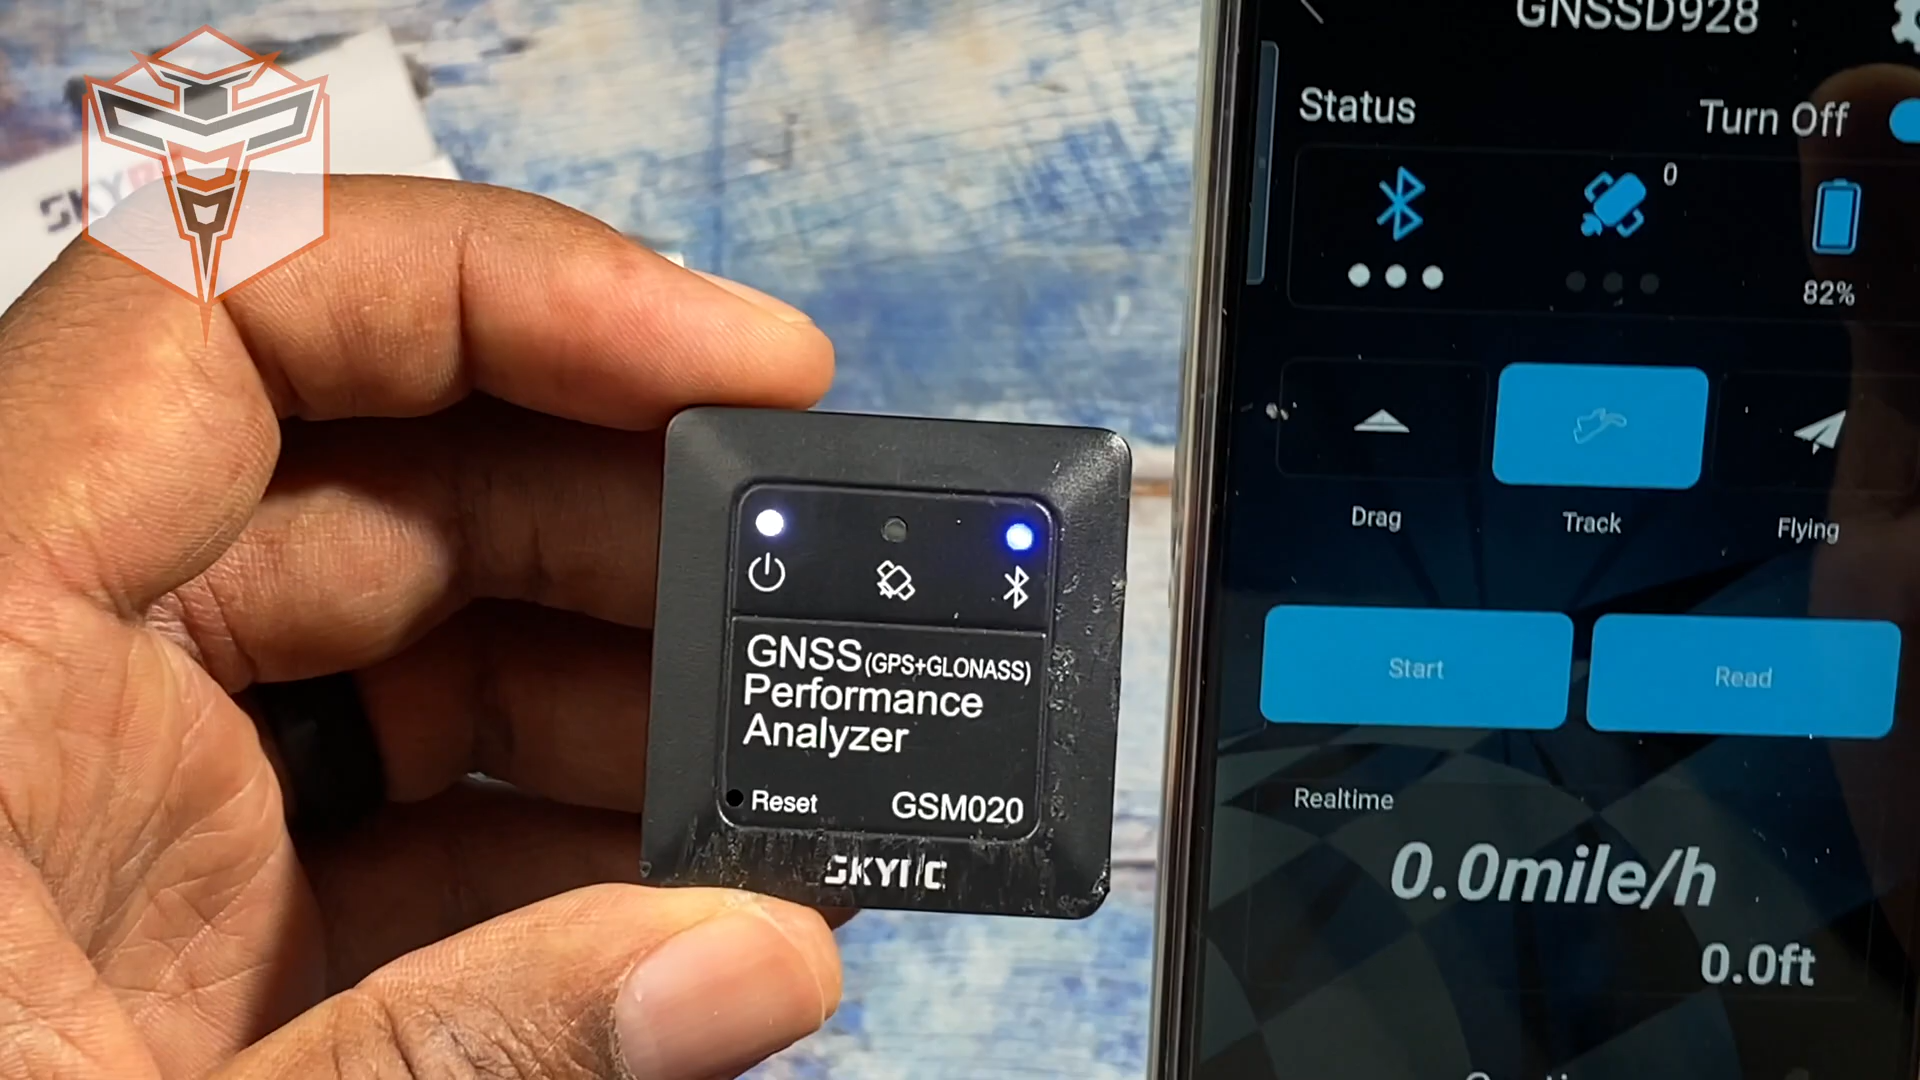 GNSS(GPS+GLONASS)
Performance
Analyzer
Reset GSM020
GNSSD928
Status Turn Off
0
82%
Drag Track Flying
Start Read
Realtime
0.0mile/h
0.0ft